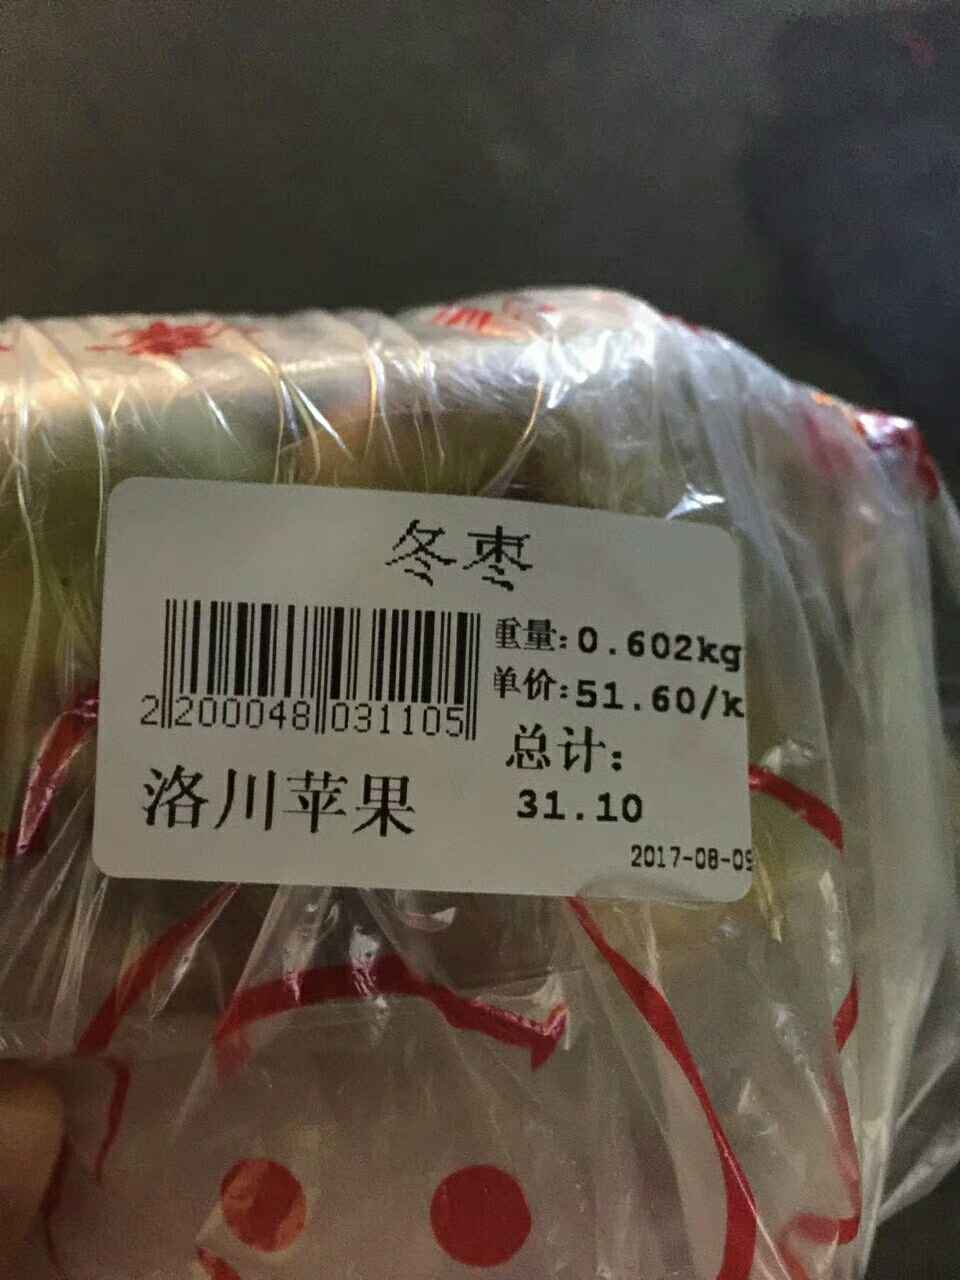 冬枣
重量:0.602kg
单价:51.60/k
2200048031105
总计:
31.10
洛川苹果
2017-08-09